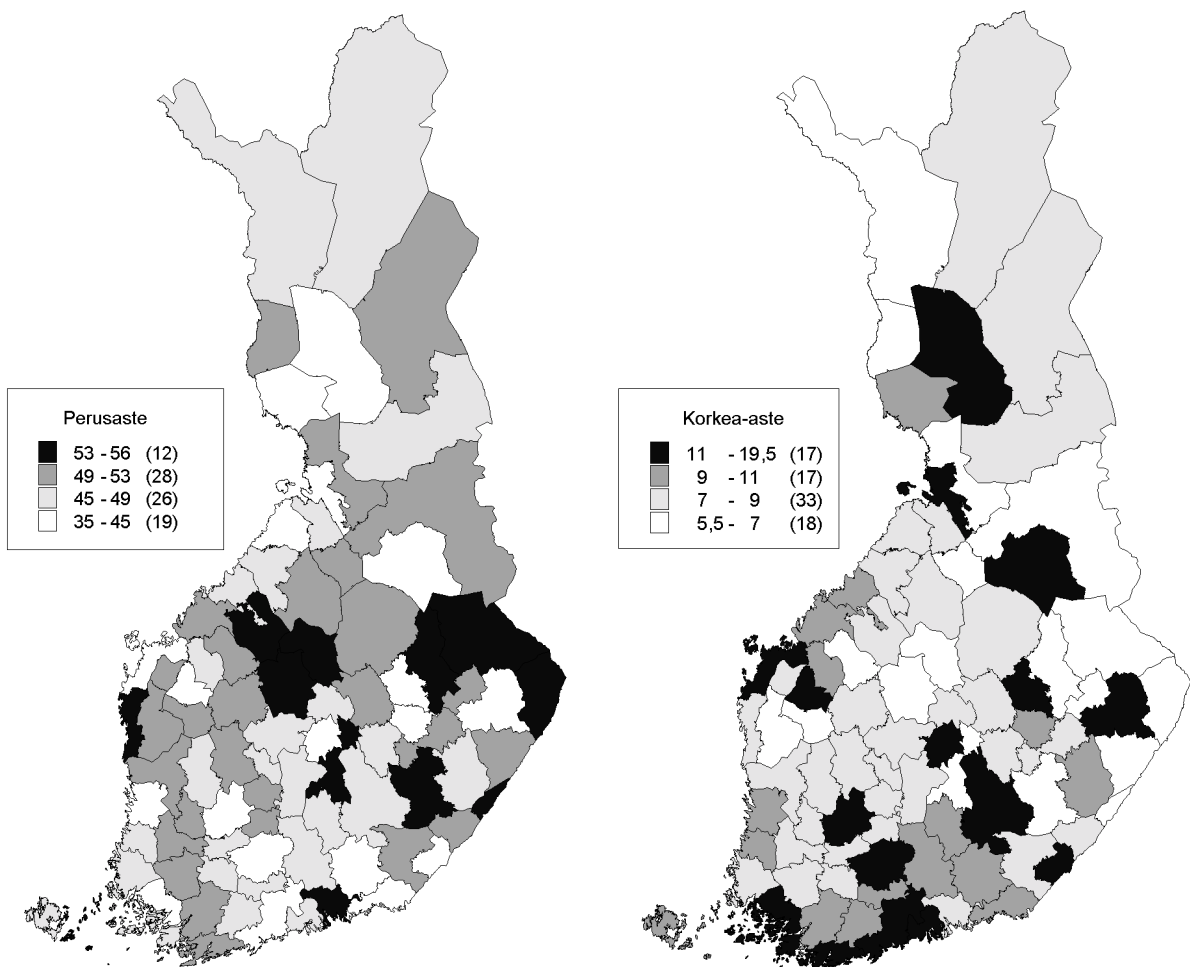 Perusaste
53 - 56 (12)
49 - 53 (28)
45 - 49 (26)
35 - 45 (19)
Korkea-aste
11 - 19,5 (17)
9 - 11 (17)
7 - 9 (33)
5,5 - 7 (18)